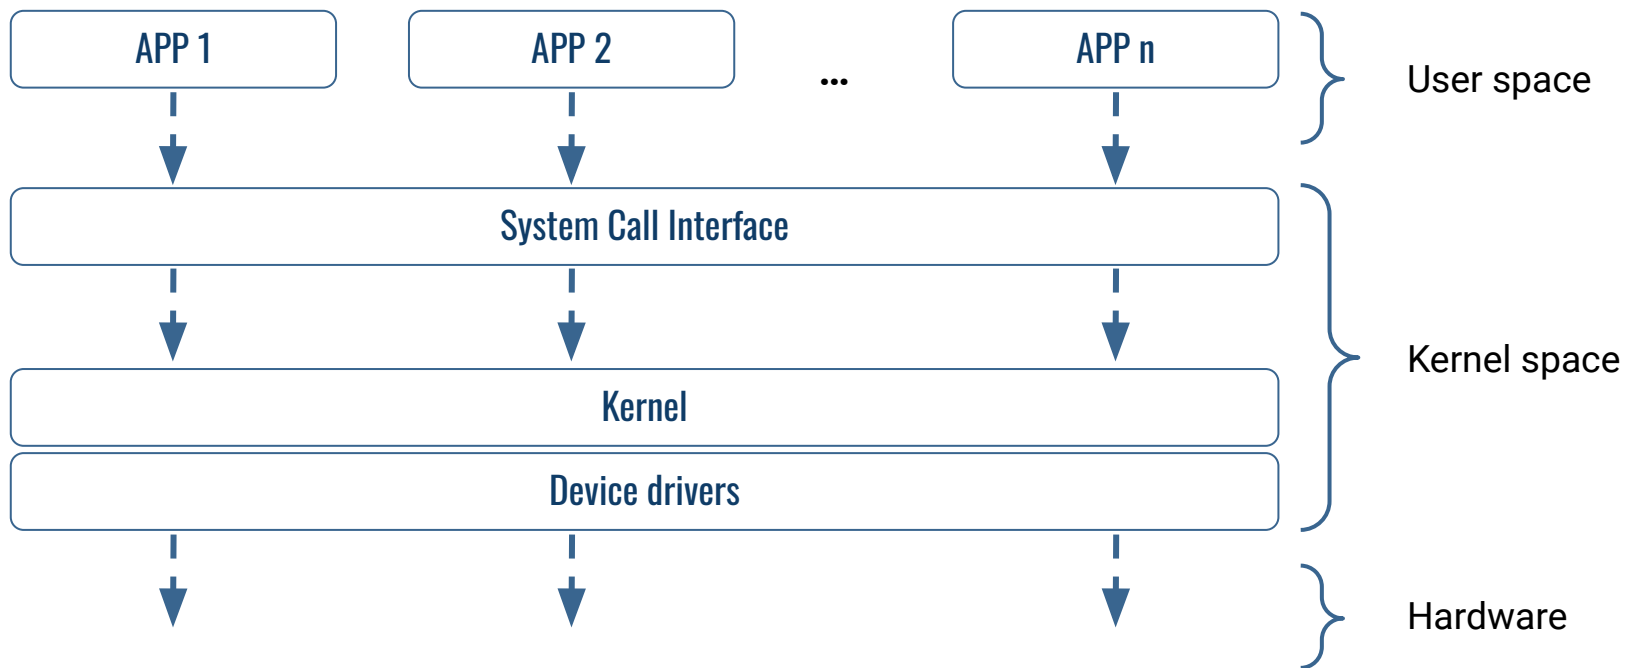 APP 1
APP 2
...
APP n
User space
System Call Interface
Kernel space
Kernel
Device drivers
Hardware